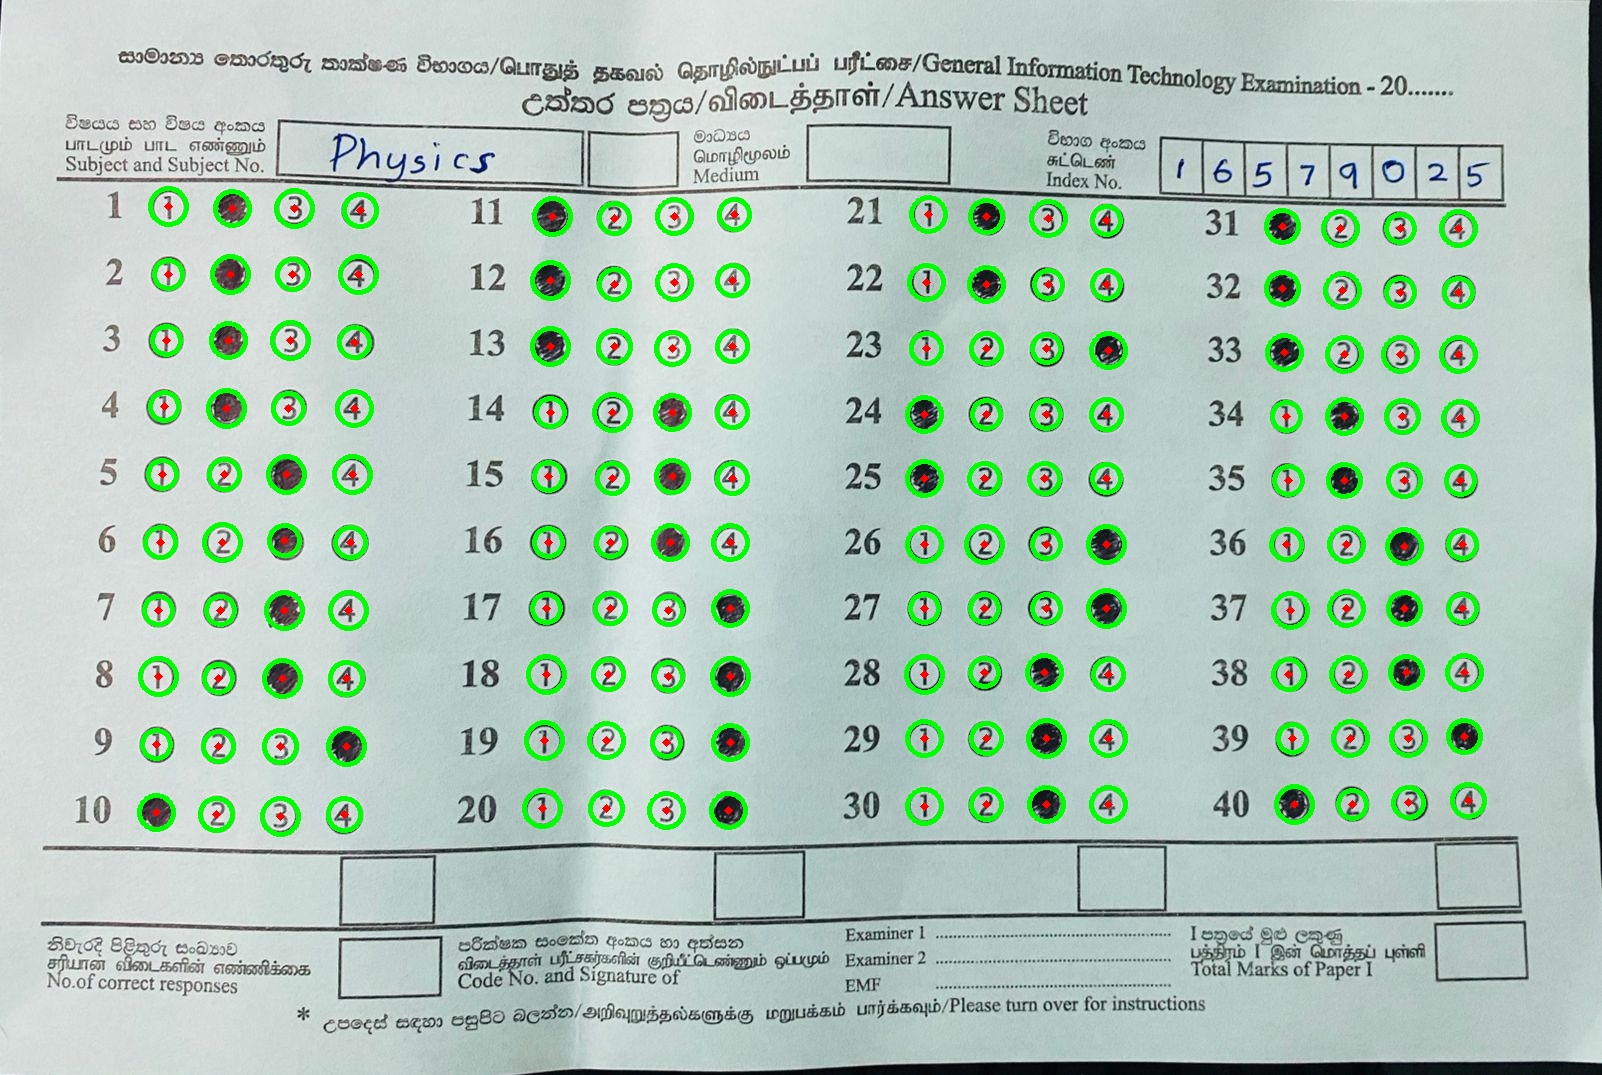 සාමාන්‍ය තොරතුරු තාක්ෂණ විභාගය/பொதுத் தகவல் தொழில்நுட்பப் பரீட்சை/General Information Technology Examination - 20.......
උත්තර පත්‍රය/விடைத்தாள்/Answer Sheet
විෂයය සහ විෂය අංකය
பாடமும் பாட எண்ணும்
Subject and Subject No.
Physics
මාධ්‍යය
மொழிமூலம்
Medium
විභාග අංකය
சுட்டெண்
Index No.
1 6 5 7 9 0 2 5
1 1 3 4 11 2 3 4 21 1 3 4 31 2 3 4
2 1 3 4 12 2 3 4 22 1 3 4 32 2 3 4
3 1 3 4 13 2 3 4 23 1 2 3 33 2 3 4
4 1 3 4 14 1 2 4 24 2 3 4 34 1 3 4
5 1 2 4 15 1 2 4 25 2 3 4 35 1 3 4
6 1 2 4 16 1 2 4 26 1 2 3 36 1 2 4
7 1 2 4 17 1 2 3 27 1 2 3 37 1 2 4
8 1 2 4 18 1 2 3 28 1 2 4 38 1 2 4
9 1 2 3 19 1 2 3 29 1 2 4 39 1 2 3
10 2 3 4 20 1 2 3 30 1 2 4 40 2 3 4
නිවැරදි පිළිතුරු සංඛ්‍යාව
சரியான விடைகளின் எண்ணிக்கை
No.of correct responses
පරීක්ෂක සංකේත අංකය හා අත්සන
விடைத்தாள் பரீட்சகர்களின் குறியீட்டெண்ணும் ஒப்பமும்
Code No. and Signature of
Examiner 1 ........................................
Examiner 2 ........................................
EMF ........................................
I පත්‍රයේ මුළු ලකුණු
பத்திரம் I இன் மொத்தப் புள்ளி
Total Marks of Paper I
* උපදෙස් සඳහා පසුපිට බලන්න/அறிவுறுத்தல்களுக்கு மறுபக்கம் பார்க்கவும்/Please turn over for instructions